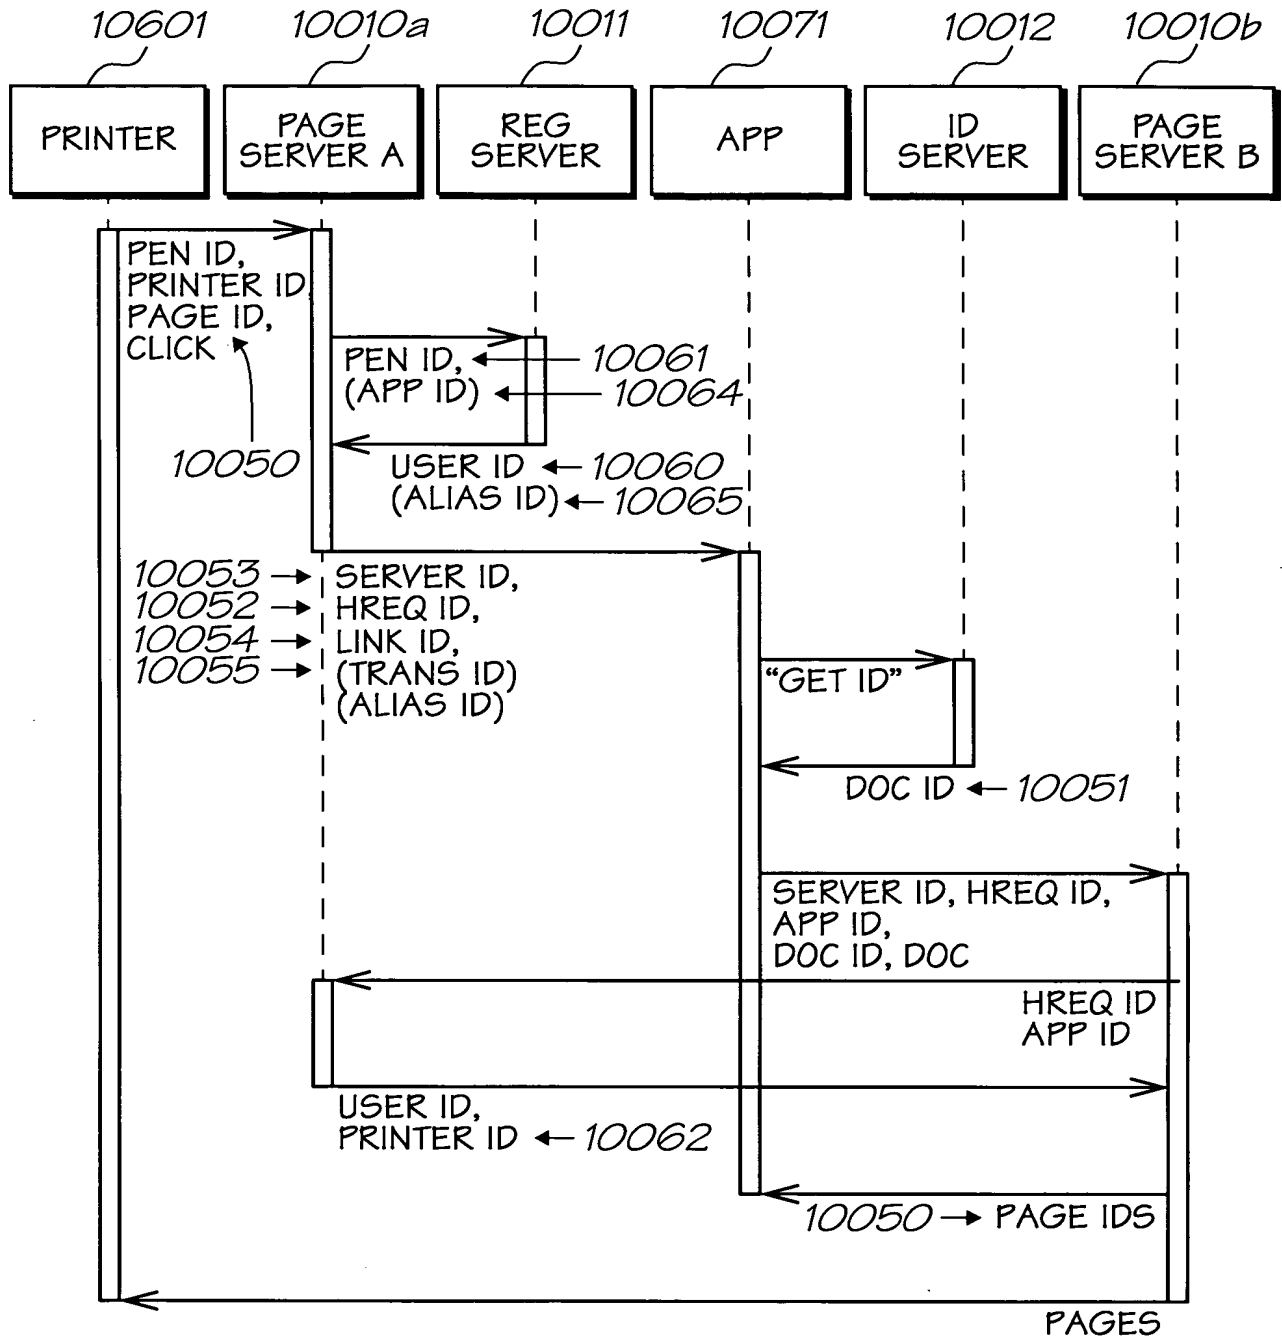 10601 10010a 10011 10071 10012 10010b
PRINTER
PAGE
SERVER A
REG
SERVER
APP
ID
SERVER
PAGE
SERVER B
PEN ID,
PRINTER ID
PAGE ID,
CLICK
10050
PEN ID, 10061
(APP ID) 10064
USER ID 10060
(ALIAS ID) 10065
10053 SERVER ID,
10052 HREQ ID,
10054 LINK ID,
10055 (TRANS ID)
(ALIAS ID)
"GET ID"
DOC ID 10051
SERVER ID, HREQ ID,
APP ID,
DOC ID, DOC
HREQ ID
APP ID
USER ID,
PRINTER ID 10062
10050 PAGE IDS
PAGES